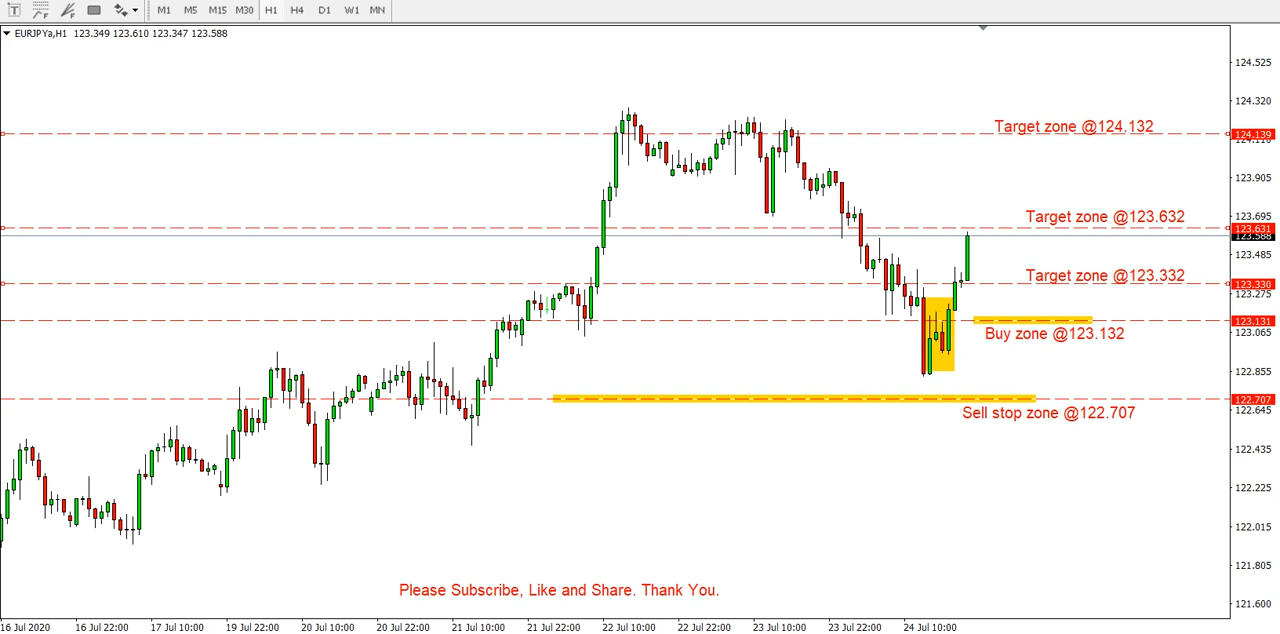 T F F M1 M5 M15 M30 H1 H4 D1 W1 MN
EURJPYa,H1 123.349 123.610 123.347 123.588
124.525
124.320
Target zone @124.132
124.139
123.905
Target zone @123.632
123.695
123.631
123.588
123.485
Target zone @123.332
123.330
123.275
123.131
Buy zone @123.132
123.065
122.855
122.707
Sell stop zone @122.707
122.645
122.435
122.225
122.015
121.805
Please Subscribe, Like and Share. Thank You.
121.600
16 Jul 2020 16 Jul 22:00 17 Jul 10:00 19 Jul 22:00 20 Jul 10:00 20 Jul 22:00 21 Jul 10:00 21 Jul 22:00 22 Jul 10:00 22 Jul 22:00 23 Jul 10:00 23 Jul 22:00 24 Jul 10:00